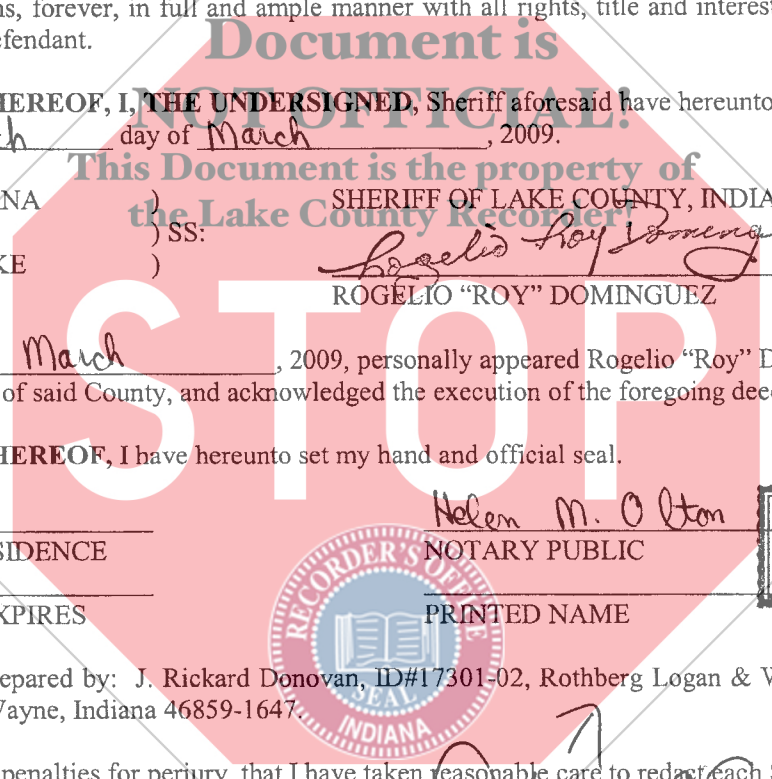 ns, forever, in full and ample manner with all rights, title and interest
efendant.
Document is
HEREOF, I, THE UNDERSIGNED, Sheriff aforesaid have hereunto
NOT OFFICIAL!
day of March, 2009.
This Document is the property of
NA ) SHERIFF OF LAKE COUNTY, INDIA
the Lake County Recorder!
) SS:
Rogelio Roy Doming
KE )
ROGELIO “ROY” DOMINGUEZ
STOP
March, 2009, personally appeared Rogelio “Roy” D
of said County, and acknowledged the execution of the foregoing dee
HEREOF, I have hereunto set my hand and official seal.
Helen M. Olton
SIDENCE NOTARY PUBLIC
XPIRES PRINTED NAME
RECORDER'S OFFICE
SEAL
INDIANA
epared by: J. Rickard Donovan, ID#17301-02, Rothberg Logan & W
Wayne, Indiana 46859-1647.
penalties for perjury, that I have taken reasonable care to redact each